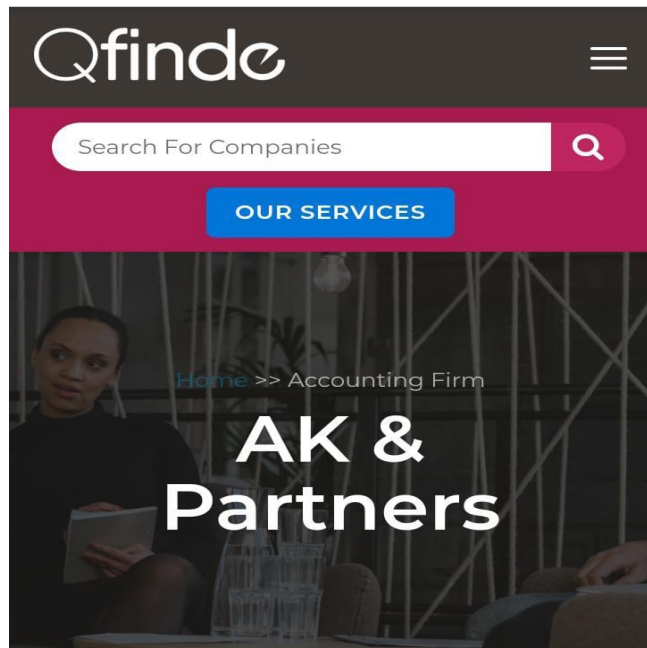 Qfinde
Search For Companies
OUR SERVICES
Home >> Accounting Firm
AK &
Partners